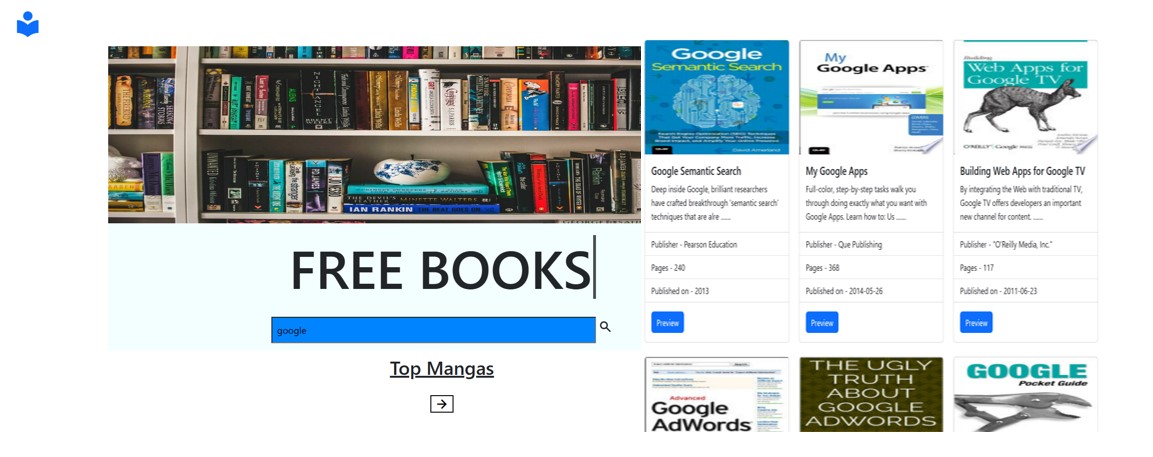 IAN RANKIN
FREE BOOKS
google
Top Mangas
Google
Semantic Search
David Amerland
Google Semantic Search
Deep inside Google, brilliant researchers
have crafted breakthrough 'semantic search'
techniques that are alre ......
Publisher - Pearson Education
Pages - 240
Published on - 2013
Preview
My
Google Apps
My Google Apps
Full-color, step-by-step tasks walk you
through doing exactly what you want with
Google Apps. Learn how to: Us ......
Publisher - Que Publishing
Pages - 368
Published on - 2014-05-26
Preview
Building
Web Apps for
Google TV
O'REILLY
Building Web Apps for Google TV
By integrating the Web with traditional TV,
Google TV offers developers an important
new channel for content. ......
Publisher - "O'Reilly Media, Inc."
Pages - 117
Published on - 2011-06-23
Preview
Advanced
Google
AdWords
THE UGLY
TRUTH
ABOUT
GOOGLE
ADWORDS
GOOGLE
Pocket Guide